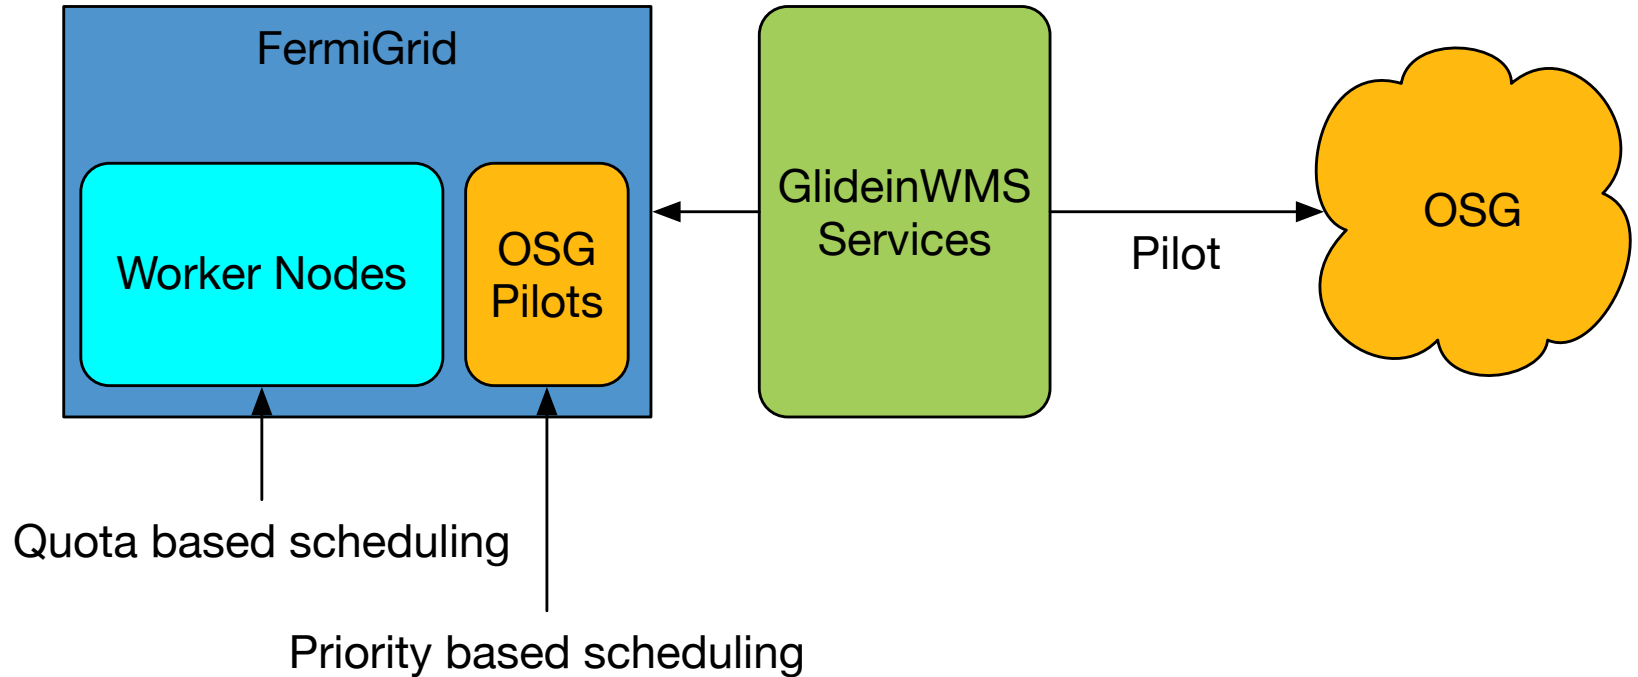 FermiGrid
Worker Nodes
OSG
Pilots
GlideinWMS
Services
Pilot
OSG
Quota based scheduling
Priority based scheduling